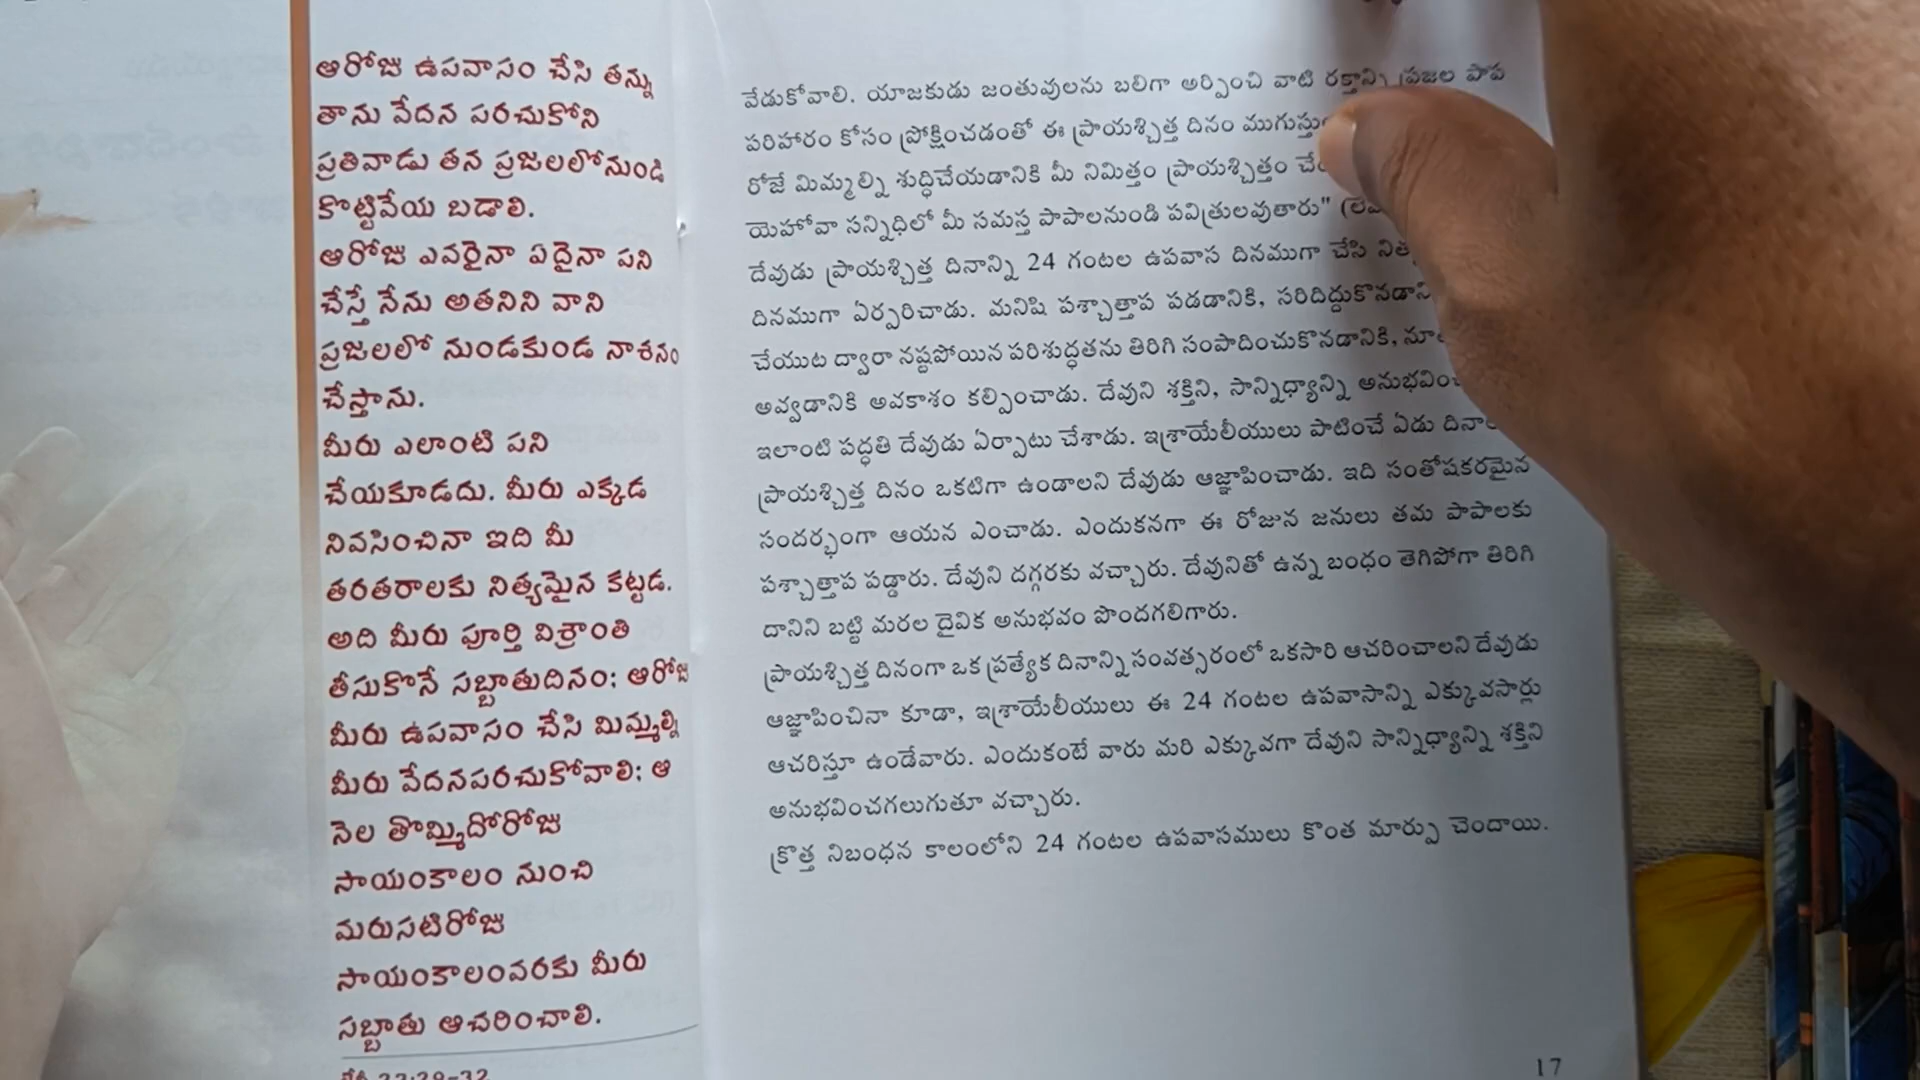 ఆరోజు ఉపవాసం చేసి తన్ను
తాను వేదన పరచుకోని
ప్రతివాడు తన ప్రజలలోనుండి
కొట్టివేయ బడాలి.
ఆరోజు ఎవరైనా ఏదైనా పని
చేస్తే నేను అతనిని వాని
ప్రజలలో నుండకుండ నాశనం
చేస్తాను.
మీరు ఎలాంటి పని
చేయకూడదు. మీరు ఎక్కడ
నివసించినా ఇది మీ
తరతరాలకు నిత్యమైన కట్టడ.
అది మీరు పూర్తి విశ్రాంతి
తీసుకొనే సబ్బాతుదినం; ఆరోజు
మీరు ఉపవాసం చేసి మిమ్మల్ని
మీరు వేదనపరచుకోవాలి; ఆ
నెల తొమ్మిదోరోజు
సాయంకాలం నుంచి
మరుసటిరోజు
సాయంకాలంవరకు మీరు
సబ్బాతు ఆచరించాలి.
వేడుకోవాలి. యాజకుడు జంతువులను బలిగా అర్పించి వాటి రక్తాన్ని ప్రజల పాప
పరిహారం కోసం ప్రోక్షించడంతో ఈ ప్రాయశ్చిత్త దినం
రోజే మిమ్మల్ని శుద్ధిచేయడానికి మీ నిమిత్తం ప్రాయశ్చిత్తం
యెహోవా సన్నిధిలో మీ సమస్త పాపాలనుండి పవిత్రులవుతారు"
దేవుడు ప్రాయశ్చిత్త దినాన్ని 24 గంటల ఉపవాస దినముగా చేసి
దినముగా ఏర్పరిచాడు. మనిషి పశ్చాత్తాప పడడానికి,
చేయుట ద్వారా నష్టపోయిన పరిశుద్ధతను తిరిగి సంపాదించుకొనడానికి,
అవ్వడానికి అవకాశం కల్పించాడు. దేవుని శక్తిని, సాన్నిధ్యాన్ని
ఇలాంటి పద్ధతి దేవుడు ఏర్పాటు చేశాడు. ఇశ్రాయేలీయులు పాటించే ఏడు
ప్రాయశ్చిత్త దినం ఒకటిగా ఉండాలని దేవుడు ఆజ్ఞాపించాడు. ఇది సంతోషకరమైన
సందర్భంగా ఆయన ఎంచాడు. ఎందుకనగా ఈ రోజున జనులు తమ పాపాలకు
పశ్చాత్తాప పడ్డారు. దేవుని దగ్గరకు వచ్చారు. దేవునితో ఉన్న బంధం తెగిపోగా తిరిగి
దానిని బట్టి మరల దైవిక అనుభవం పొందగలిగారు.
ప్రాయశ్చిత్త దినంగా ఒక ప్రత్యేక దినాన్ని సంవత్సరంలో ఒకసారి ఆచరించాలని దేవుడు
ఆజ్ఞాపించినా కూడా, ఇశ్రాయేలీయులు ఈ 24 గంటల ఉపవాసాన్ని ఎక్కువసార్లు
ఆచరిస్తూ ఉండేవారు. ఎందుకంటే వారు మరి ఎక్కువగా దేవుని సాన్నిధ్యాన్ని శక్తిని
అనుభవించగలుగుతూ వచ్చారు.
క్రొత్త నిబంధన కాలంలోని 24 గంటల ఉపవాసములు కొంత మార్పు చెందాయి.
17